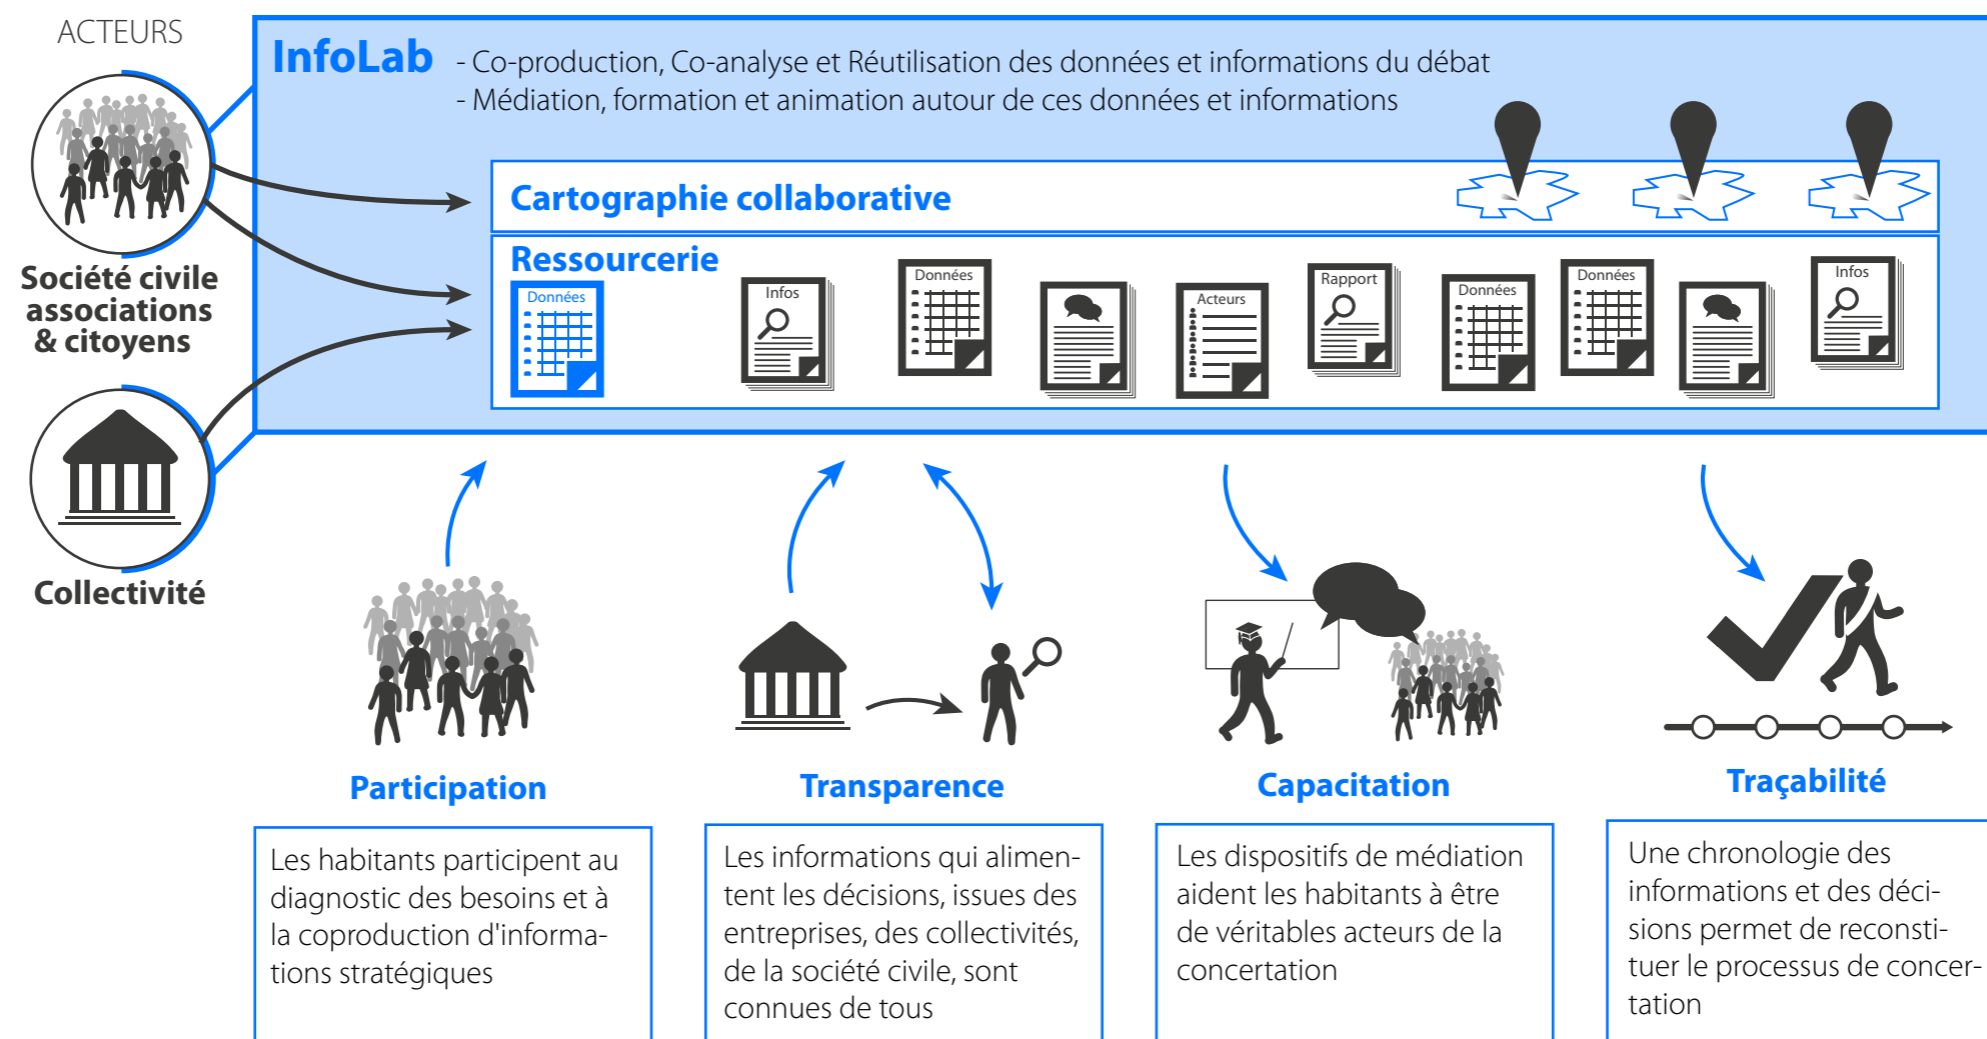 ACTEURS
InfoLab
- Co-production, Co-analyse et Réutilisation des données et informations du débat
- Médiation, formation et animation autour de ces données et informations
Société civile
associations
& citoyens
Collectivité
Cartographie collaborative
Ressourcerie
Données
Infos
Données
Acteurs
Rapport
Données
Données
Infos
Participation
Les habitants participent au
diagnostic des besoins et à
la coproduction d'informa-
tions stratégiques
Transparence
Les informations qui alimen-
tent les décisions, issues des
entreprises, des collectivités,
de la société civile, sont
connues de tous
Capacitation
Les dispositifs de médiation
aident les habitants à être
de véritables acteurs de la
concertation
Traçabilité
Une chronologie des
informations et des déci-
sions permet de reconsti-
tuer le processus de concer-
tation